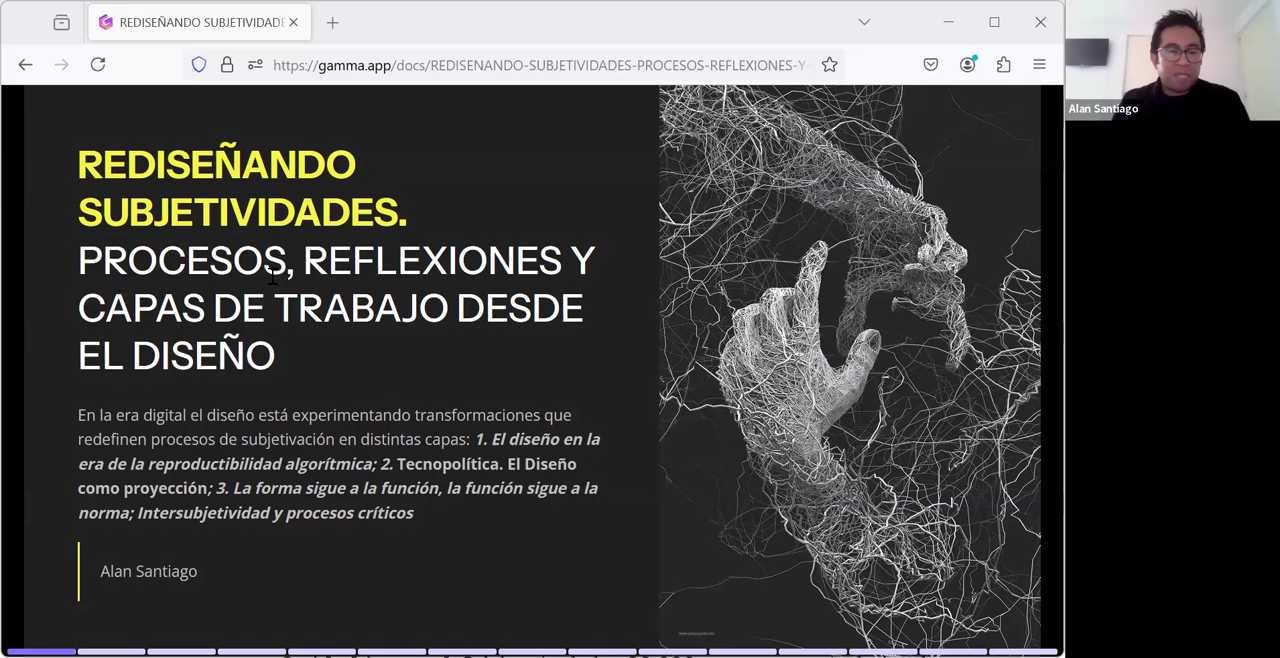 REDISEÑANDO SUBJETIVIDADE
https://gamma.app/docs/REDISENANDO-SUBJETIVIDADES-PROCESOS-REFLEXIONES-Y-
Alan Santiago
REDISEÑANDO
SUBJETIVIDADES.
PROCESOS, REFLEXIONES Y
CAPAS DE TRABAJO DESDE
EL DISEÑO
En la era digital el diseño está experimentando transformaciones que
redefinen procesos de subjetivación en distintas capas: 1. El diseño en la
era de la reproductibilidad algorítmica; 2. Tecnopolítica. El Diseño
como proyección; 3. La forma sigue a la función, la función sigue a la
norma; Intersubjetividad y procesos críticos
Alan Santiago